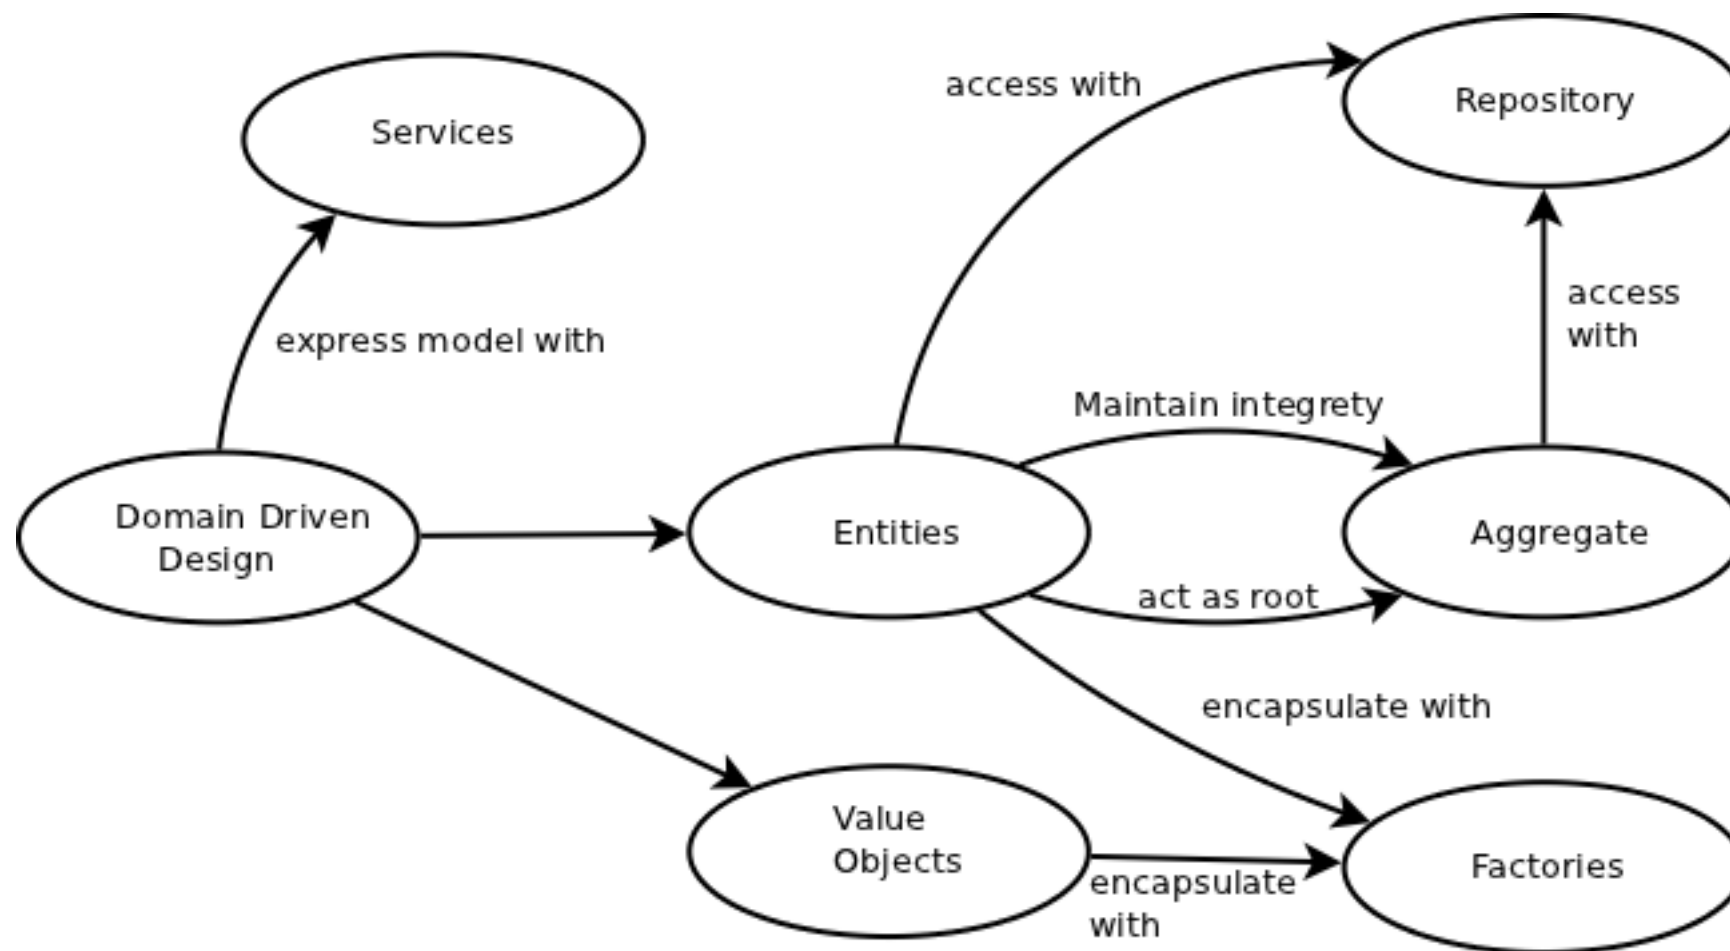 access with
Repository
Services
access
with
express model with
Maintain integrety
Domain Driven
Design
Entities
Aggregate
act as root
encapsulate with
Value
Objects
Factories
encapsulate
with